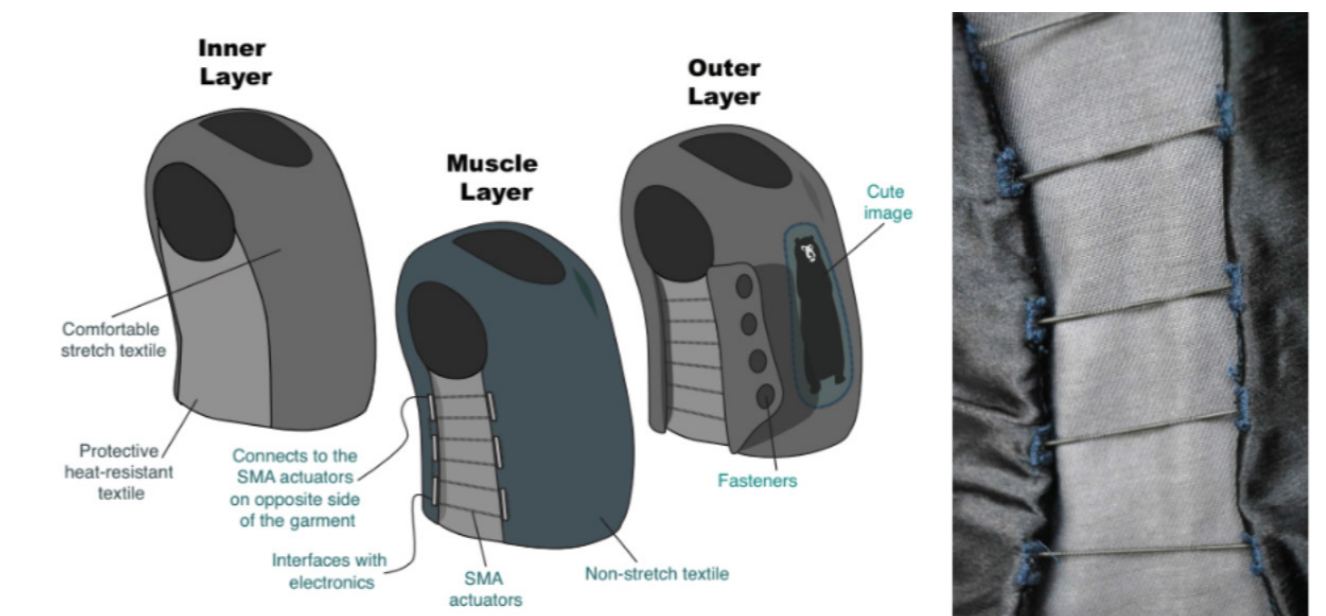 Inner
Layer
Comfortable
stretch textile
Protective
heat-resistant
textile
Muscle
Layer
Connects to the
SMA actuators
on opposite side
of the garment
Interfaces with
electronics
SMA
actuators
Non-stretch textile
Outer
Layer
Cute
image
Fasteners